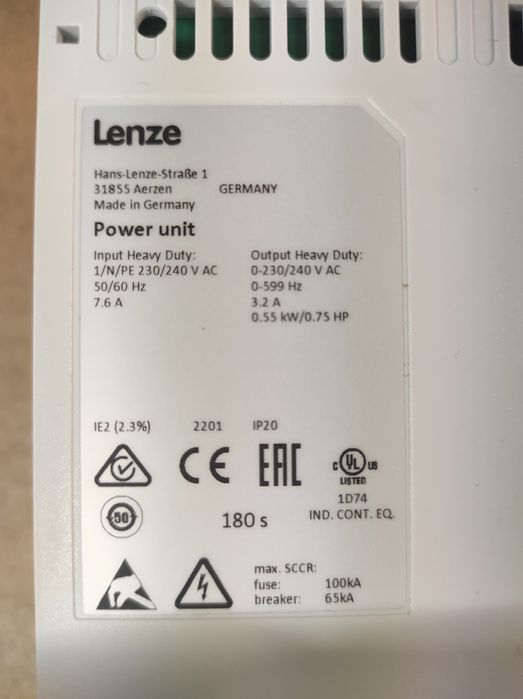 Lenze
Hans-Lenze-Straße 1
31855 Aerzen GERMANY
Made in Germany
Power unit
Input Heavy Duty:
1/N/PE 230/240 V AC
50/60 Hz
7.6 A
Output Heavy Duty:
0-230/240 V AC
0-599 Hz
3.2 A
0.55 kW/0.75 HP
IE2 (2.3%) 2201 IP20
CE EAC
C UL US
LISTED
1D74
IND. CONT. EQ.
50
180 s
max. SCCR:
fuse: 100kA
breaker: 65kA